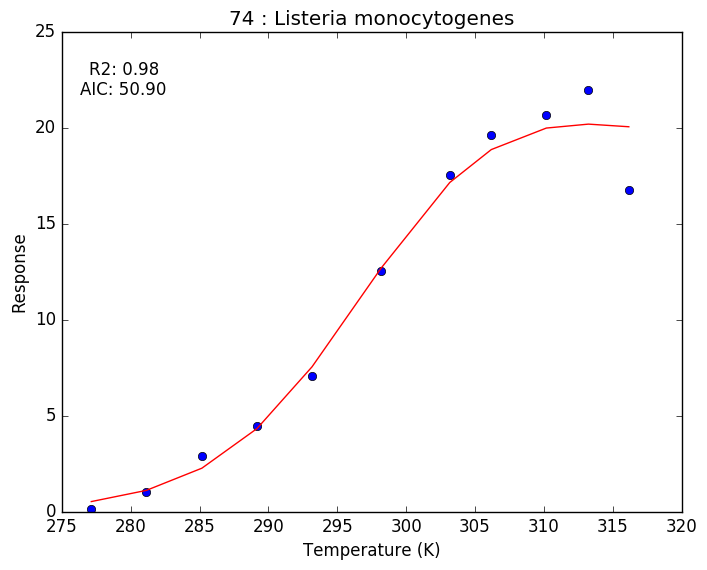 74 : Listeria monocytogenes
R2: 0.98
AIC: 50.90
Response
25
20
15
10
5
0
275 280 285 290 295 300 305 310 315 320
Temperature (K)